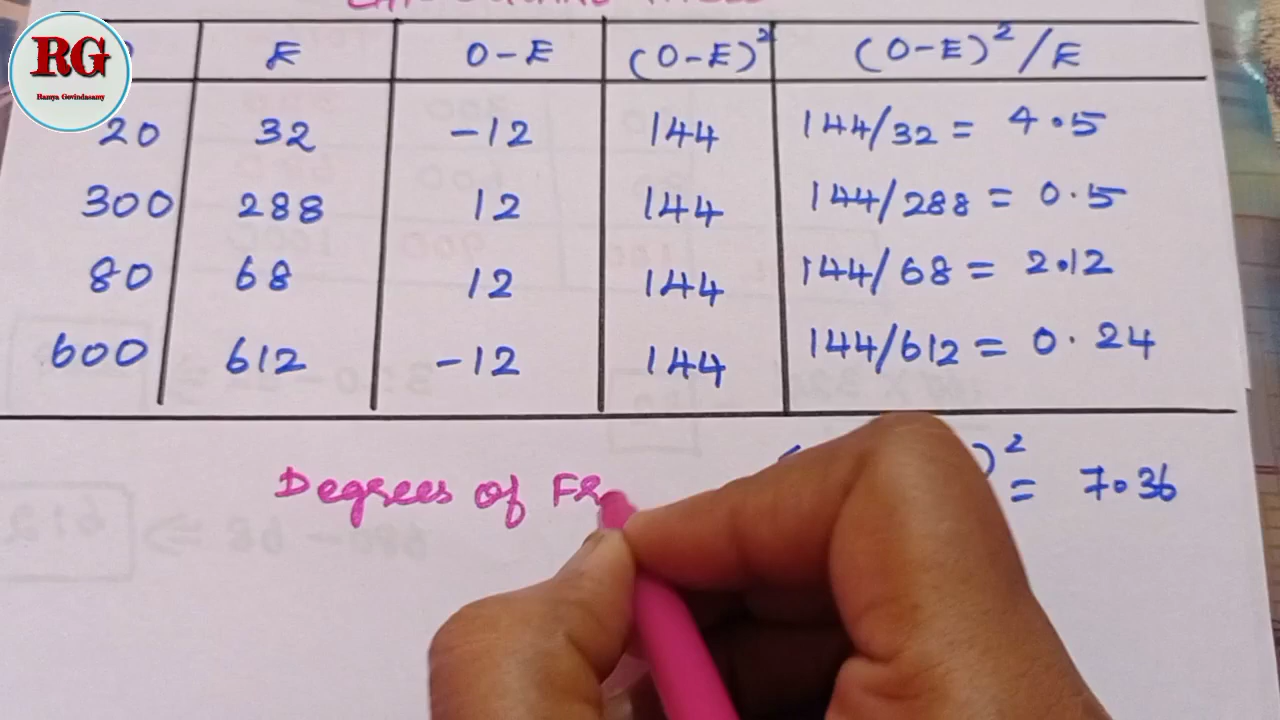 RG
Ramya Govindasamy
E O-E (O-E)² (O-E)²/E
20 32 -12 144 144/32 = 4.5
300 288 12 144 144/288 = 0.5
80 68 12 144 144/68 = 2.12
600 612 -12 144 144/612 = 0.24
)² = 7.36
Degrees of Fr